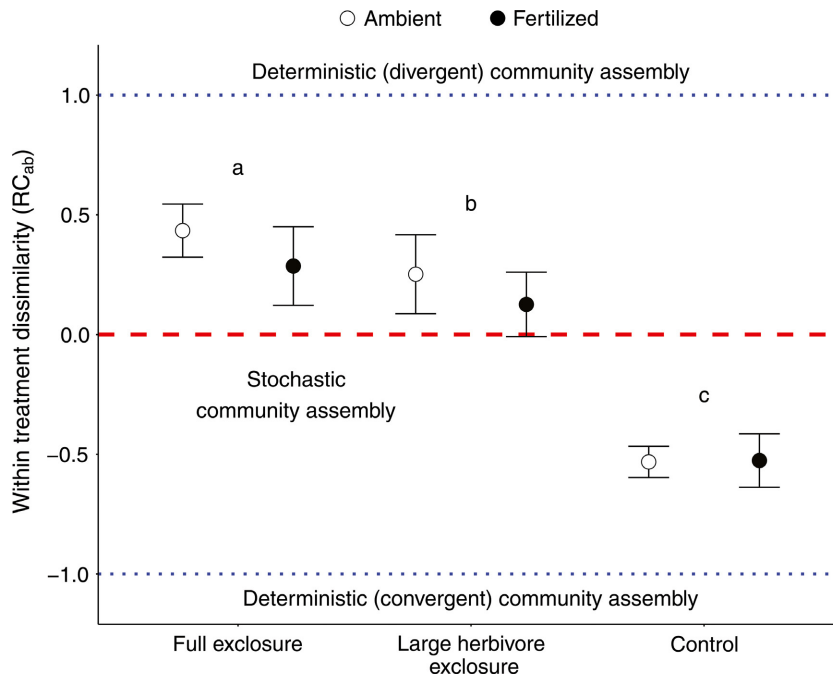 Ambient Fertilized
Deterministic (divergent) community assembly
1.0
a
b
0.5
0.0
Stochastic
community assembly
c
−0.5
−1.0
Deterministic (convergent) community assembly
Within treatment dissimilarity (RCab)
Full exclosure Large herbivore exclosure Control